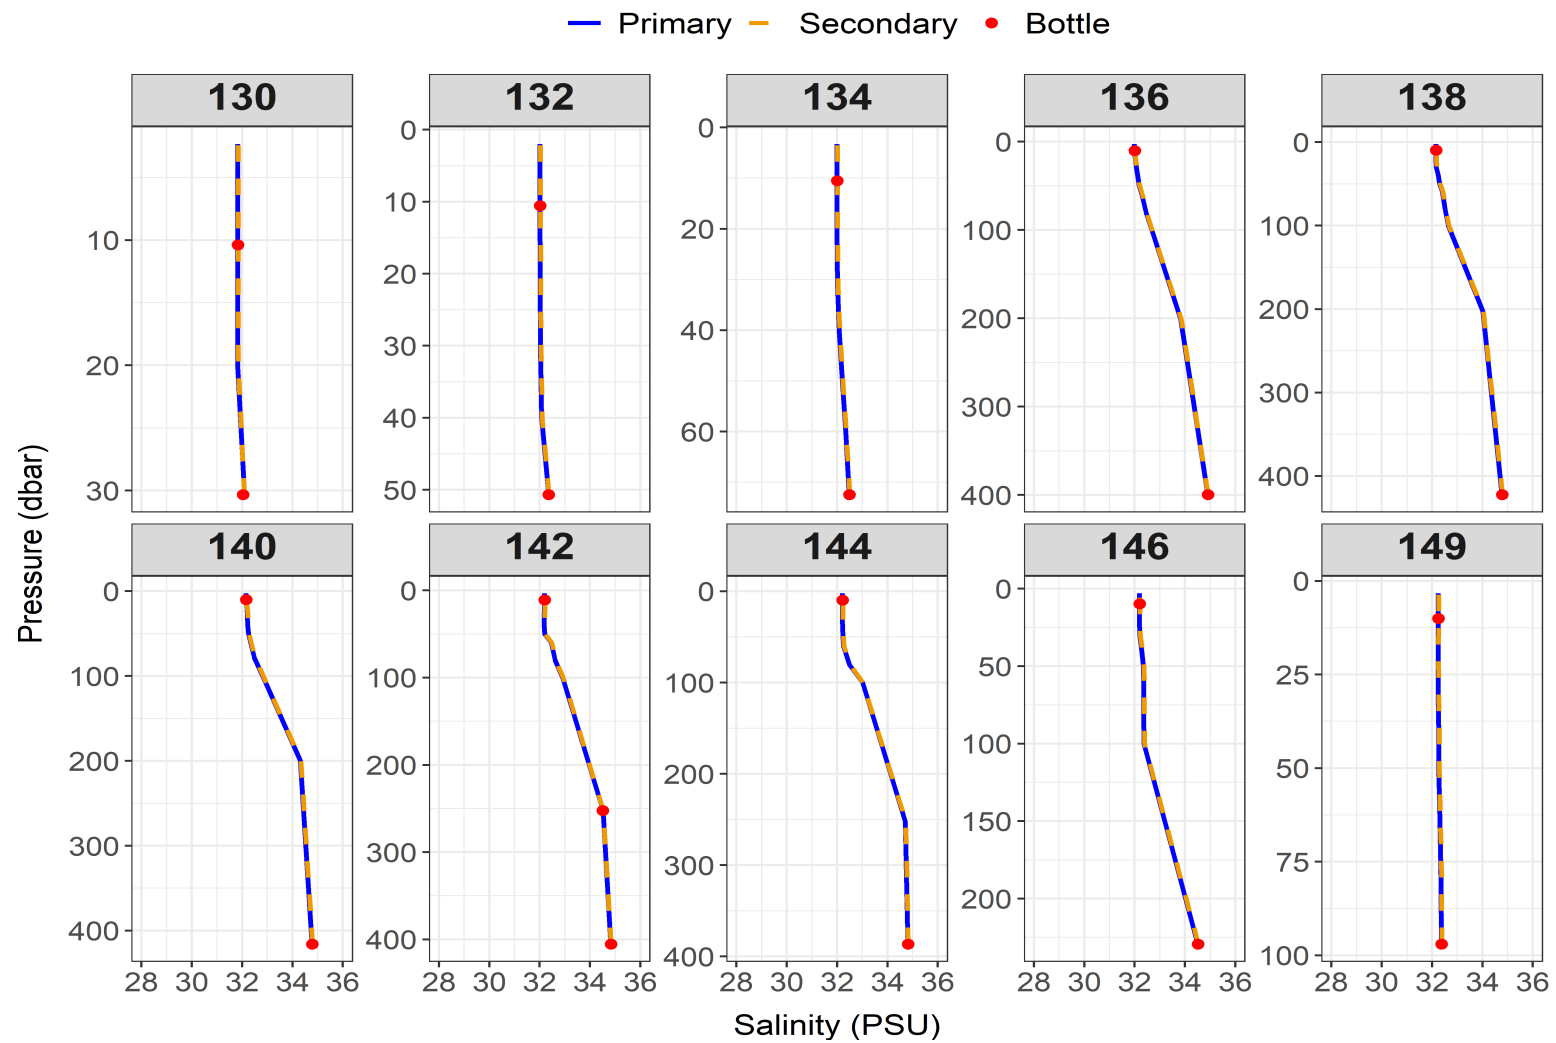 Primary Secondary Bottle
130 132 134 136 138
0 0 0 0
10 10 20 100 100
20 20 40 200 200
30 30 60 300 300
40 400 400
50
Pressure (dbar)
140 142 144 146 149
0 0 0 0 0
100 100 100 50 25
200 200 200 100 50
300 300 300 150 75
400 400 400 200 100
28 30 32 34 36 28 30 32 34 36 28 30 32 34 36 28 30 32 34 36 28 30 32 34 36
Salinity (PSU)